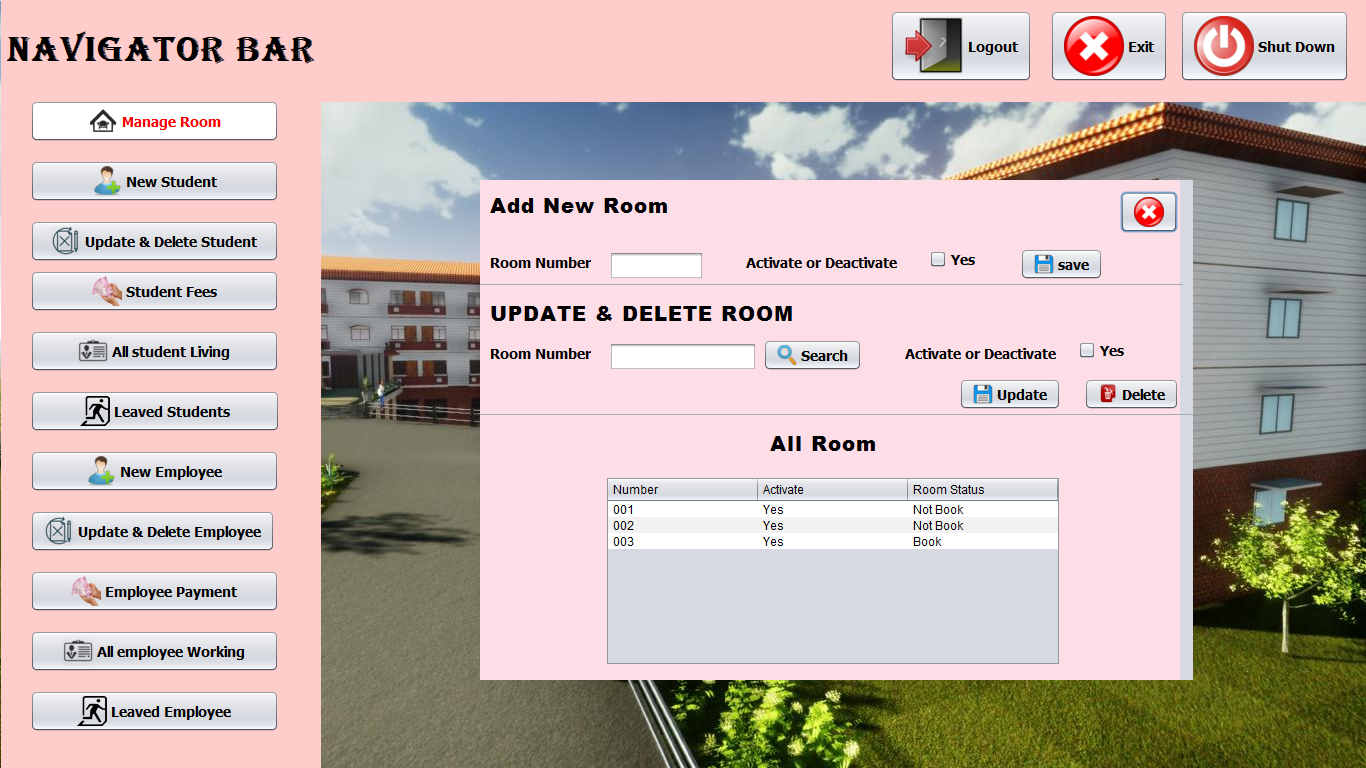 NAVIGATOR BAR
Logout
Exit
Shut Down
Manage Room
New Student
Update & Delete Student
Student Fees
All student Living
Leaved Students
New Employee
Update & Delete Employee
Employee Payment
All employee Working
Leaved Employee
Add New Room
Room Number Activate or Deactivate Yes save
UPDATE & DELETE ROOM
Room Number Search Activate or Deactivate Yes
Update Delete
All Room
Number Activate Room Status
001 Yes Not Book
002 Yes Not Book
003 Yes Book